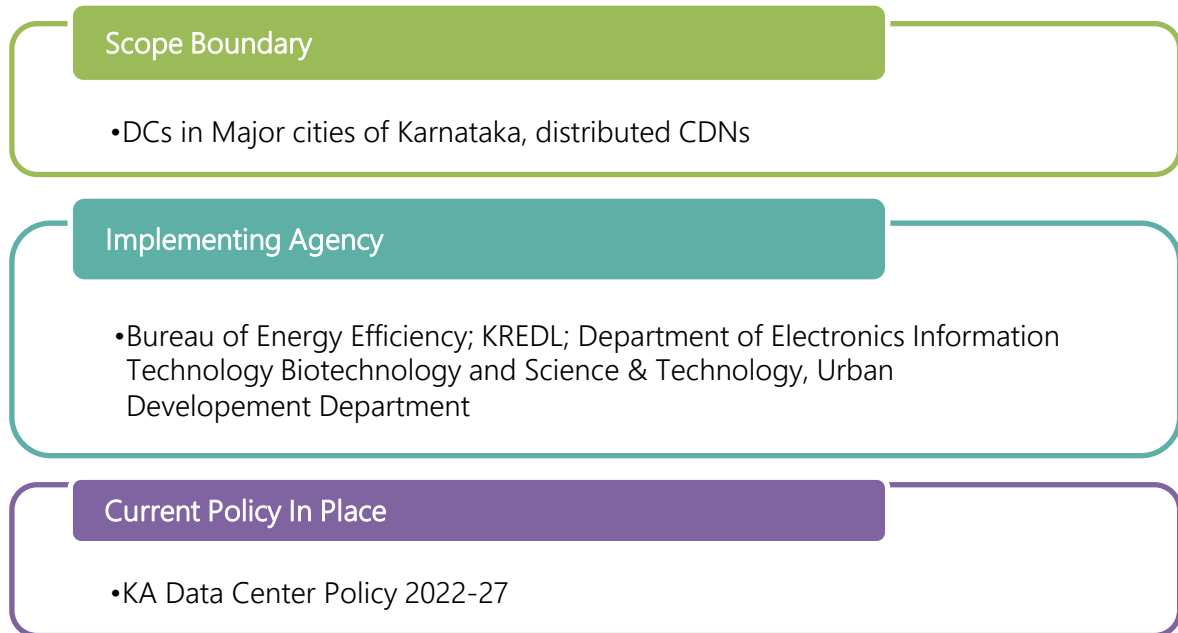 Scope Boundary
•DCs in Major cities of Karnataka, distributed CDNs
Implementing Agency
•Bureau of Energy Efficiency; KREDL; Department of Electronics Information
Technology Biotechnology and Science & Technology, Urban
Developement Department
Current Policy In Place
•KA Data Center Policy 2022-27